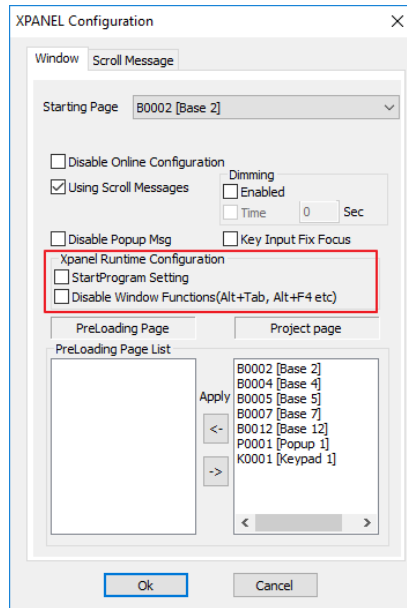 XPANEL Configuration
Window Scroll Message
Starting Page B0002 [Base 2]
Disable Online Configuration
Dimming
Using Scroll Messages
Enabled
Time 0 Sec
Disable Popup Msg
Key Input Fix Focus
Xpanel Runtime Configuration
StartProgram Setting
Disable Window Functions(Alt+Tab, Alt+F4 etc)
PreLoading Page
Project page
PreLoading Page List
Apply
<-
->
B0002 [Base 2]
B0004 [Base 4]
B0005 [Base 5]
B0007 [Base 7]
B0012 [Base 12]
P0001 [Popup 1]
K0001 [Keypad 1]
Ok
Cancel